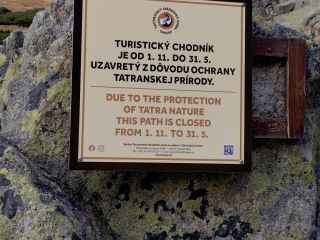 TURISTICKÝ CHODNÍK
JE OD 1. 11. DO 31. 5.
UZAVRETÝ Z DÔVODU OCHRANY
TATRANSKEJ PRÍRODY.
DUE TO THE PROTECTION
OF TATRA NATURE
THIS PATH IS CLOSED
FROM 1. 11. TO 31. 5.